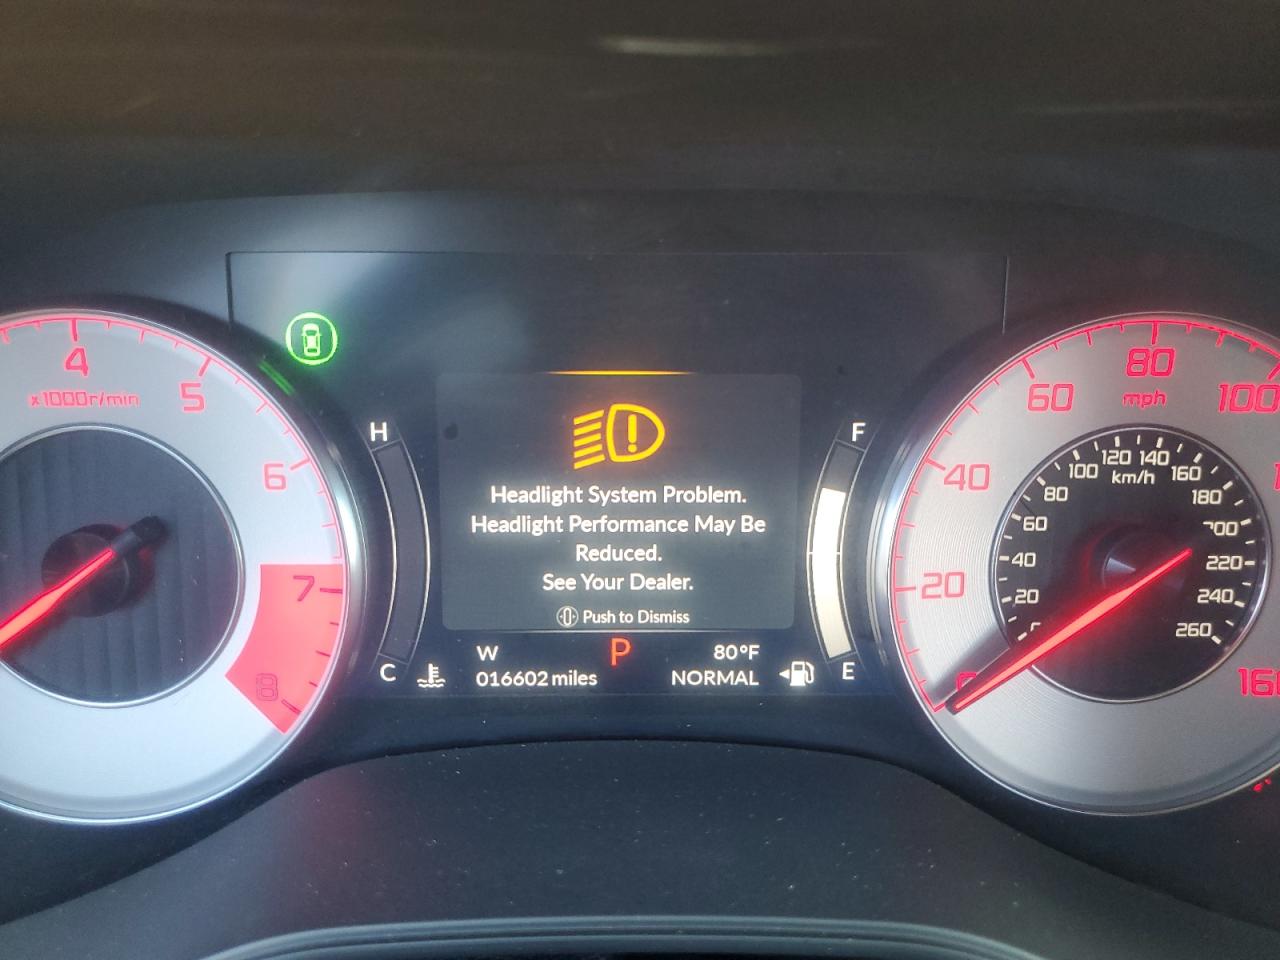 4
x1000r/min
5
6
7
8
H
C
Headlight System Problem.
Headlight Performance May Be
Reduced.
See Your Dealer.
Push to Dismiss
W
P
80°F
016602 miles
NORMAL
F
E
20
40
60
80
mph
100
160
20
40
60
80
100
120
140
160
180
220
240
260
km/h